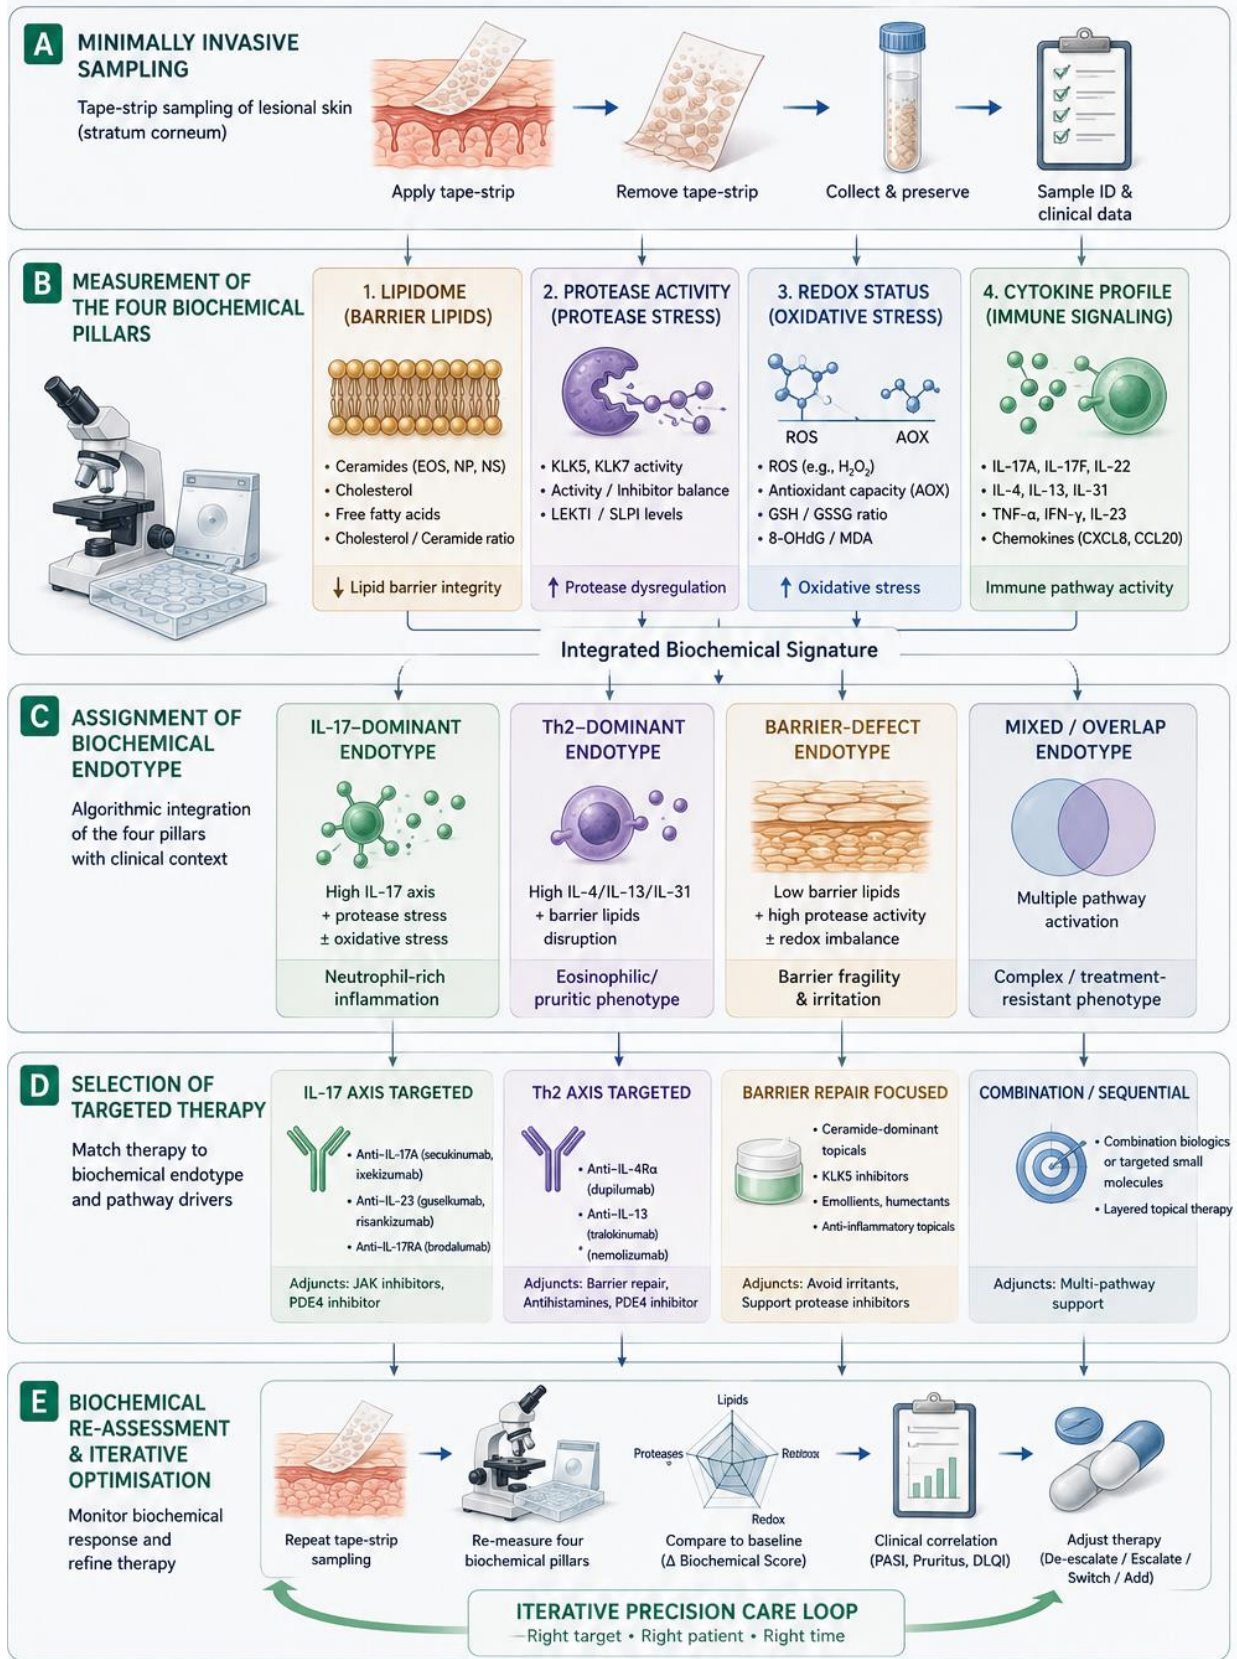 A
MINIMALLY INVASIVE
SAMPLING
Tape-strip sampling of lesional skin
(stratum corneum)
Apply tape-strip
Remove tape-strip
Collect & preserve
Sample ID &
clinical data
B
MEASUREMENT OF
THE FOUR BIOCHEMICAL
PILLARS
1. LIPIDOME
(BARRIER LIPIDS)
• Ceramides (EOS, NP, NS)
• Cholesterol
• Free fatty acids
• Cholesterol / Ceramide ratio
↓ Lipid barrier integrity
2. PROTEASE ACTIVITY
(PROTEASE STRESS)
• KLK5, KLK7 activity
• Activity / Inhibitor balance
• LEKTI / SLPI levels
↑ Protease dysregulation
3. REDOX STATUS
(OXIDATIVE STRESS)
ROS
AOX
• ROS (e.g., H₂O₂)
• Antioxidant capacity (AOX)
• GSH / GSSG ratio
• 8-OHdG / MDA
↑ Oxidative stress
4. CYTOKINE PROFILE
(IMMUNE SIGNALING)
• IL-17A, IL-17F, IL-22
• IL-4, IL-13, IL-31
• TNF-α, IFN-γ, IL-23
• Chemokines (CXCL8, CCL20)
Immune pathway activity
Integrated Biochemical Signature
C
ASSIGNMENT OF
BIOCHEMICAL
ENDOTYPE
Algorithmic integration
of the four pillars
with clinical context
IL-17–DOMINANT
ENDOTYPE
High IL-17 axis
+ protease stress
± oxidative stress
Neutrophil-rich
inflammation
Th2–DOMINANT
ENDOTYPE
High IL-4/IL-13/IL-31
+ barrier lipids
disruption
Eosinophilic/
pruritic phenotype
BARRIER-DEFECT
ENDOTYPE
Low barrier lipids
+ high protease activity
± redox imbalance
Barrier fragility
& irritation
MIXED / OVERLAP
ENDOTYPE
Multiple pathway
activation
Complex / treatment-
resistant phenotype
D
SELECTION OF
TARGETED THERAPY
Match therapy to
biochemical endotype
and pathway drivers
IL-17 AXIS TARGETED
• Anti-IL-17A (secukinumab,
ixekizumab)
• Anti-IL-23 (guselkumab,
risankizumab)
• Anti-IL-17RA (brodalumab)
Adjuncts: JAK inhibitors,
PDE4 inhibitor
Th2 AXIS TARGETED
• Anti-IL-4Rα
(dupilumab)
• Anti-IL-13
(tralokinumab)
• (nemolizumab)
Adjuncts: Barrier repair,
Antihistamines, PDE4 inhibitor
BARRIER REPAIR FOCUSED
• Ceramide-dominant
topicals
• KLK5 inhibitors
• Emollients, humectants
• Anti-inflammatory topicals
Adjuncts: Avoid irritants,
Support protease inhibitors
COMBINATION / SEQUENTIAL
• Combination biologics
or targeted small
molecules
• Layered topical therapy
Adjuncts: Multi-pathway
support
E
BIOCHEMICAL
RE-ASSESSMENT
& ITERATIVE
OPTIMISATION
Monitor biochemical
response and
refine therapy
Repeat tape-strip
sampling
Re-measure four
biochemical pillars
Lipids
Proteases
Redox
Compare to baseline
(Δ Biochemical Score)
Clinical correlation
(PASI, Pruritus, DLQI)
Adjust therapy
(De-escalate / Escalate /
Switch / Add)
ITERATIVE PRECISION CARE LOOP
—Right target • Right patient • Right time